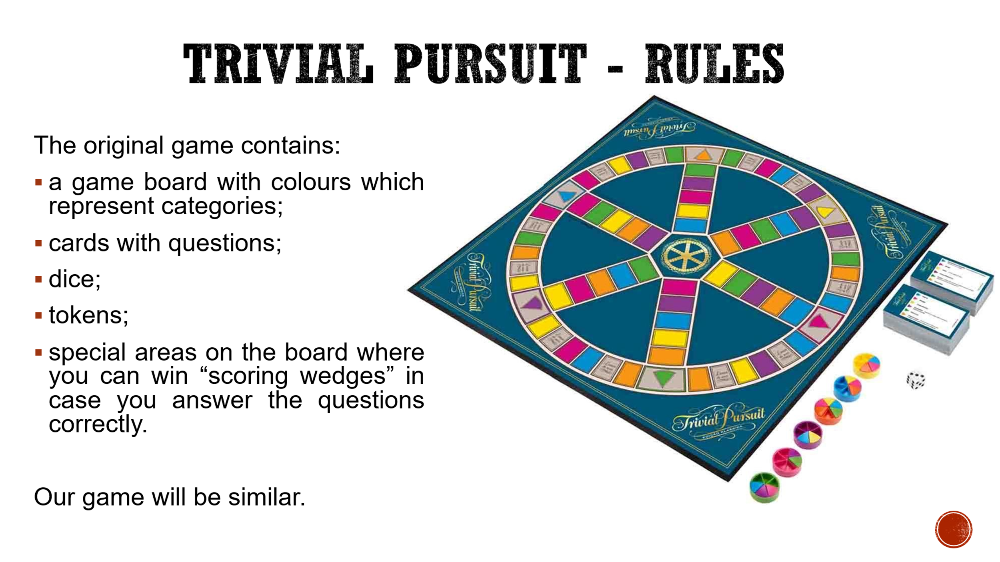 TRIVIAL PURSUIT - RULES
The original game contains:
▪ a game board with colours which
represent categories;
▪ cards with questions;
▪ dice;
▪ tokens;
▪ special areas on the board where
you can win “scoring wedges” in
case you answer the questions
correctly.
Our game will be similar.
Trivial Pursuit
Trivial Pursuit
Trivial Pursuit
Trivial Pursuit
EDIÇÃO CLÁSSICA